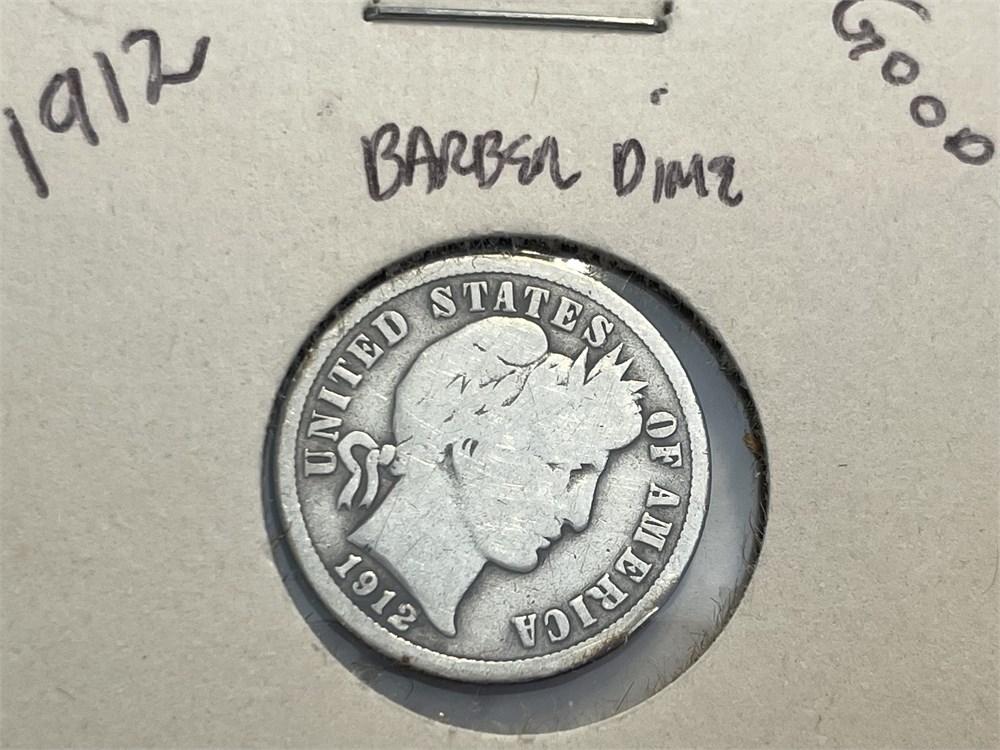 1912
GOOD
BARBER DIME
UNITED STATES OF AMERICA
1912